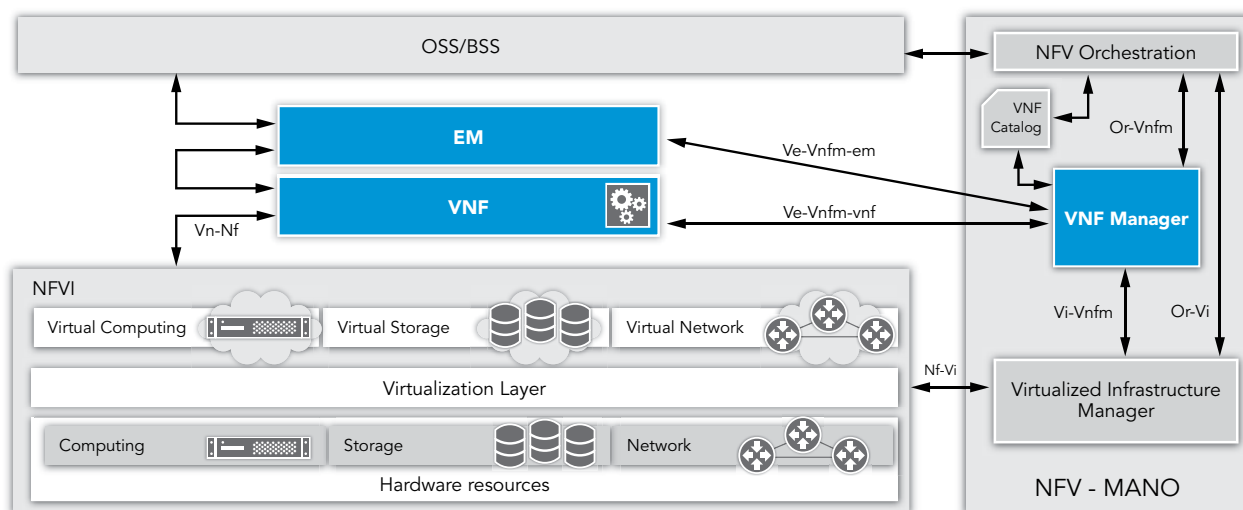 OSS/BSS
NFV Orchestration
VNF
Catalog
Or-Vnfm
EM
Ve-Vnfm-em
VNF
Ve-Vnfm-vnf
VNF Manager
Vn-Nf
NFVI
Virtual Computing
Virtual Storage
Virtual Network
Vi-Vnfm
Or-Vi
Virtualization Layer
Nf-Vi
Virtualized Infrastructure
Manager
Computing
Storage
Network
Hardware resources
NFV - MANO